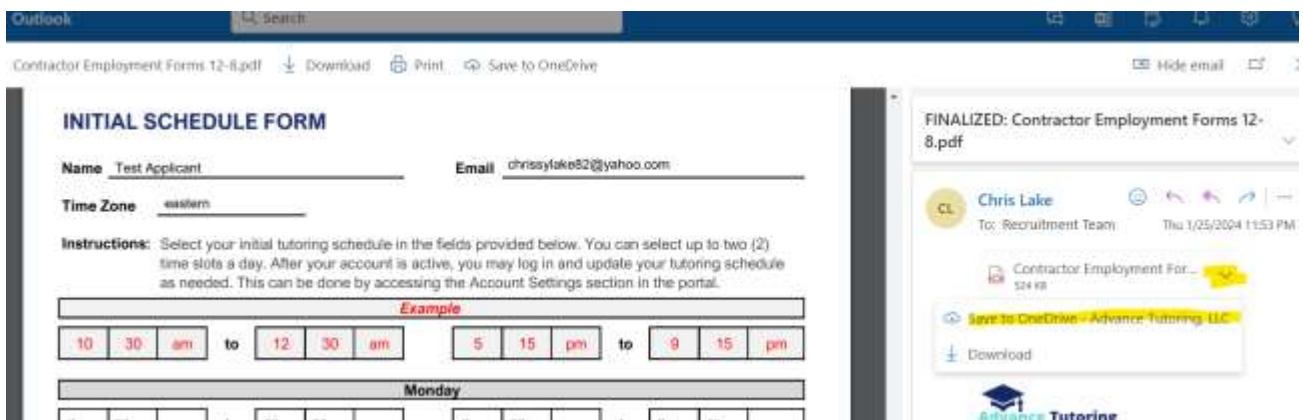 Outlook
Search
Contractor Employment Forms 12-8.pdf Download Print Save to OneDrive Hide email
INITIAL SCHEDULE FORM
Name Test Applicant Email chrissylake82@yahoo.com
Time Zone eastern
Instructions: Select your initial tutoring schedule in the fields provided below. You can select up to two (2)
time slots a day. After your account is active, you may log in and update your tutoring schedule
as needed. This can be done by accessing the Account Settings section in the portal.
Example
10 30 am to 12 30 am 5 15 pm to 9 15 pm
Monday
FINALIZED: Contractor Employment Forms 12-
8.pdf
CL Chris Lake
To: Recruitment Team Thu 1/25/2024 11:53 PM
Contractor Employment For...
524 KB
Save to OneDrive - Advance Tutoring, LLC
Download
Advance Tutoring